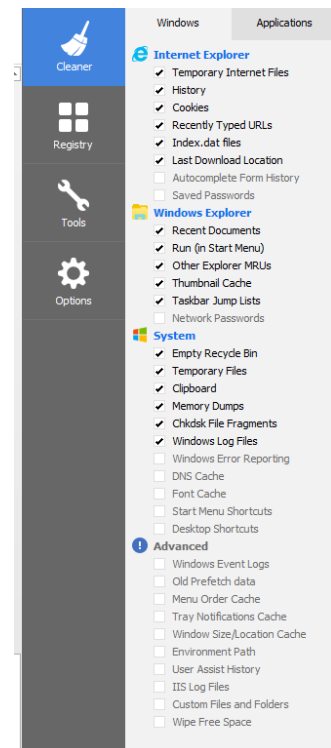 Cleaner
Registry
Tools
Options
Windows
Applications
Internet Explorer
Temporary Internet Files
History
Cookies
Recently Typed URLs
Index.dat files
Last Download Location
Autocomplete Form History
Saved Passwords
Windows Explorer
Recent Documents
Run (in Start Menu)
Other Explorer MRUs
Thumbnail Cache
Taskbar Jump Lists
Network Passwords
System
Empty Recycle Bin
Temporary Files
Clipboard
Memory Dumps
Chkdsk File Fragments
Windows Log Files
Windows Error Reporting
DNS Cache
Font Cache
Start Menu Shortcuts
Desktop Shortcuts
Advanced
Windows Event Logs
Old Prefetch data
Menu Order Cache
Tray Notifications Cache
Window Size/Location Cache
Environment Path
User Assist History
IIS Log Files
Custom Files and Folders
Wipe Free Space